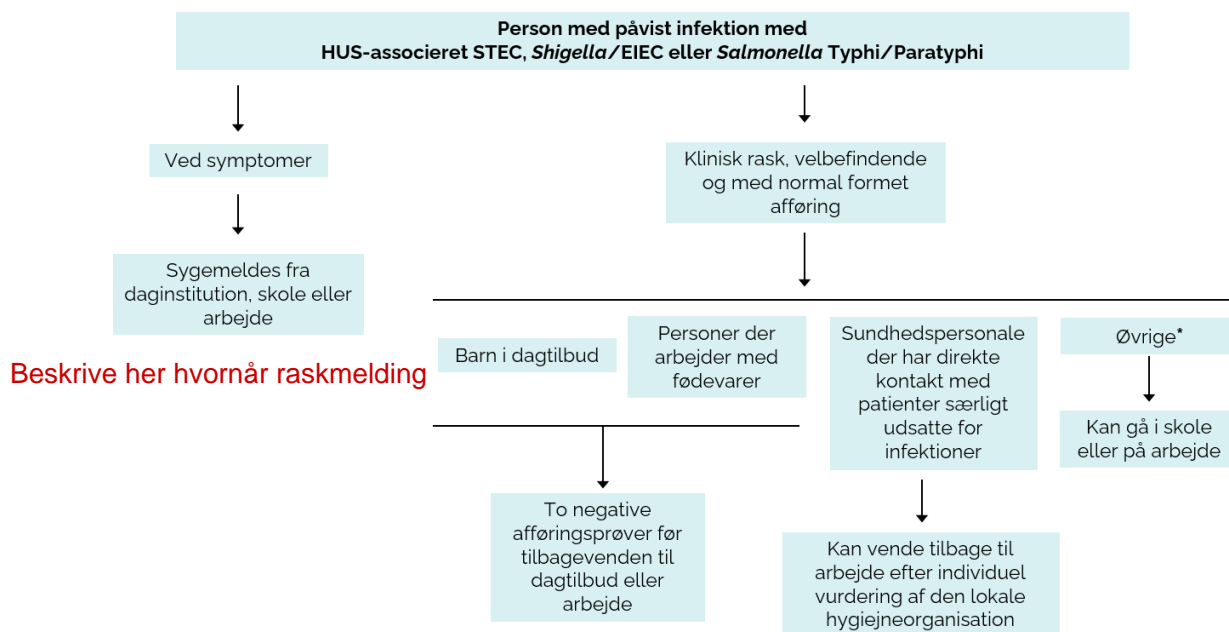 Person med påvist infektion med
HUS-associeret STEC, Shigella/EIEC eller Salmonella Typhi/Paratyphi
Ved symptomer
Klinisk rask, velbefindende
og med normal formet
afføring
Sygemeldes fra
daginstitution, skole eller
arbejde
Beskrive her hvornår raskmelding
Barn i dagtilbud
Personer der
arbejder med
fødevarer
Sundhedspersonale
der har direkte
kontakt med
patienter særligt
udsatte for
infektioner
Øvrige*
Kan gå i skole
eller på arbejde
To negative
afføringsprøver før
tilbagevenden til
dagtilbud eller
arbejde
Kan vende tilbage til
arbejde efter individuel
vurdering af den lokale
hygiejneorganisation